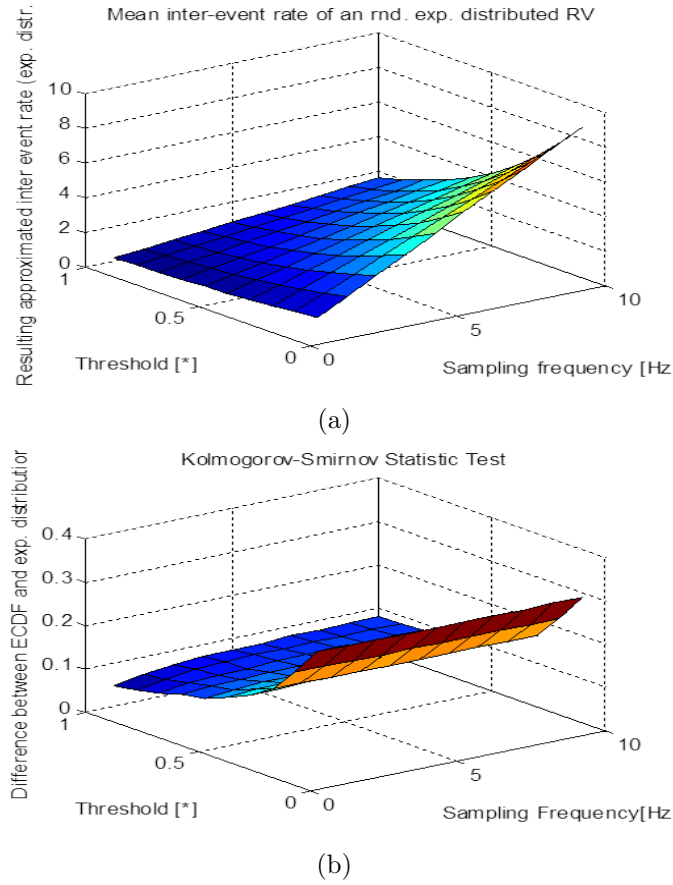 Mean inter-event rate of an rnd. exp. distributed RV
Resulting approximated inter event rate (exp. distr.
10
8
6
4
2
0
1
0.5
0
0
5
10
Threshold [*]
Sampling frequency [Hz
(a)
Kolmogorov-Smirnov Statistic Test
Difference between ECDF and exp. distribution
0.4
0.3
0.2
0.1
0
1
0.5
0
0
5
10
Threshold [*]
Sampling Frequency[Hz
(b)